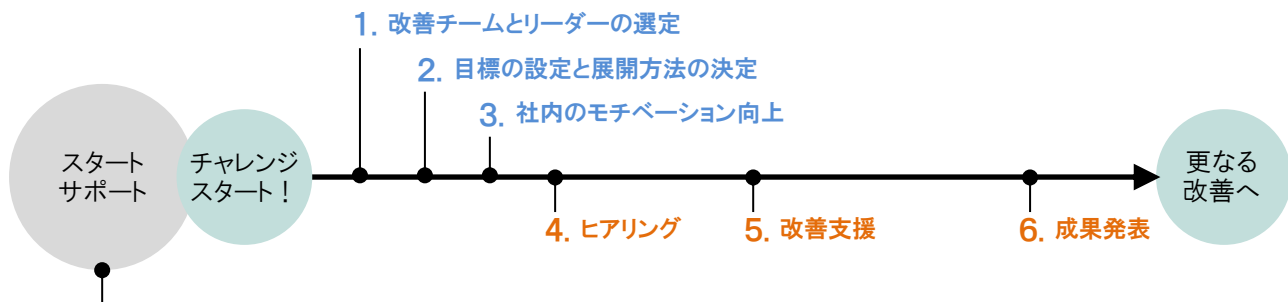 1. 改善チームとリーダーの選定
2. 目標の設定と展開方法の決定
3. 社内のモチベーション向上
スタート
サポート
チャレンジ
スタート！
更なる
改善へ
4. ヒアリング
5. 改善支援
6. 成果発表